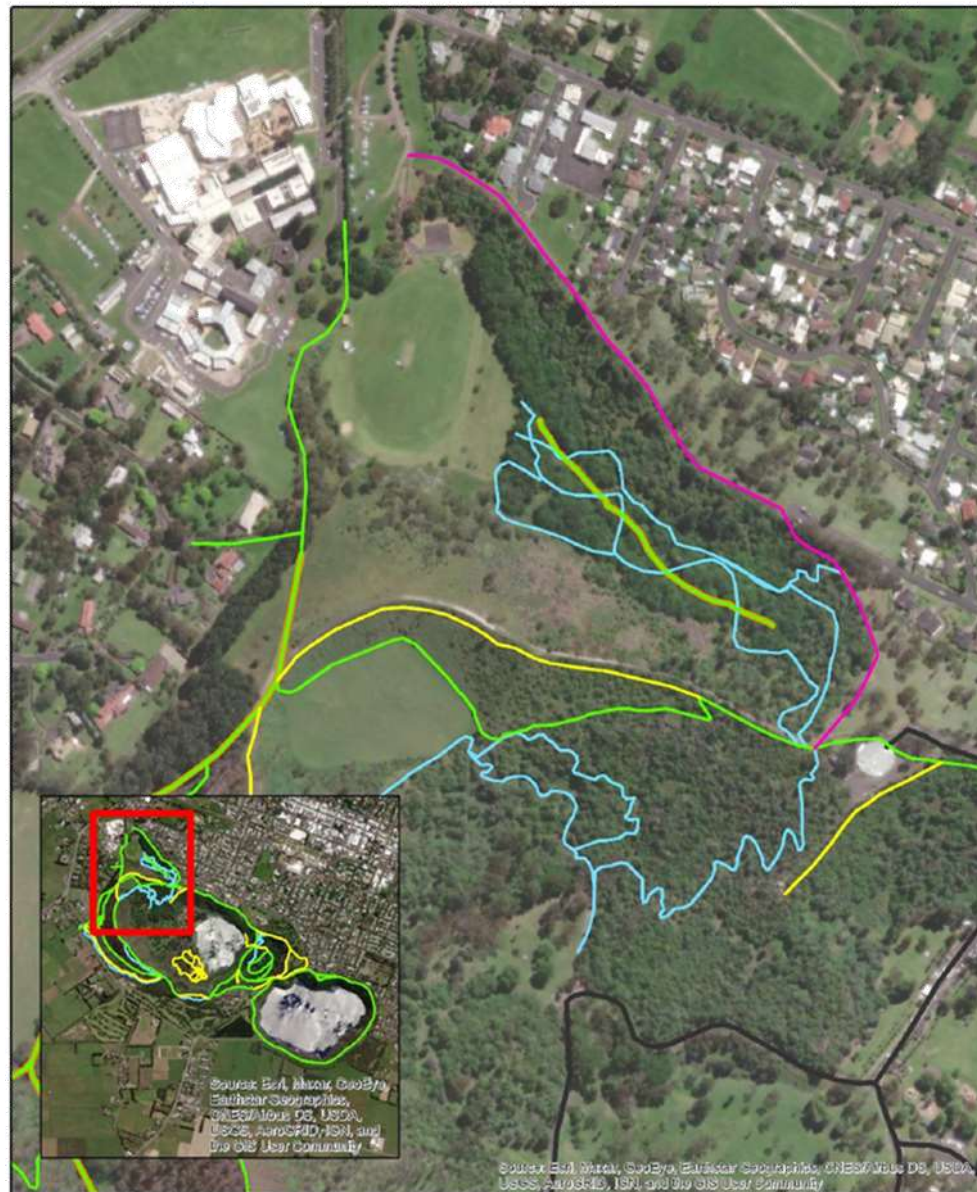 Source: Esri, Maxar, GeoEye,
Earthstar Geographics,
CNES/Airbus DS, USDA,
USGS, AeroGRID, IGN, and
the GIS User Community
Source: Esri, Maxar, GeoEye, Earthstar Geographics, CNES/Airbus DS, USDA,
USGS, AeroGRID, IGN, and the GIS User Community